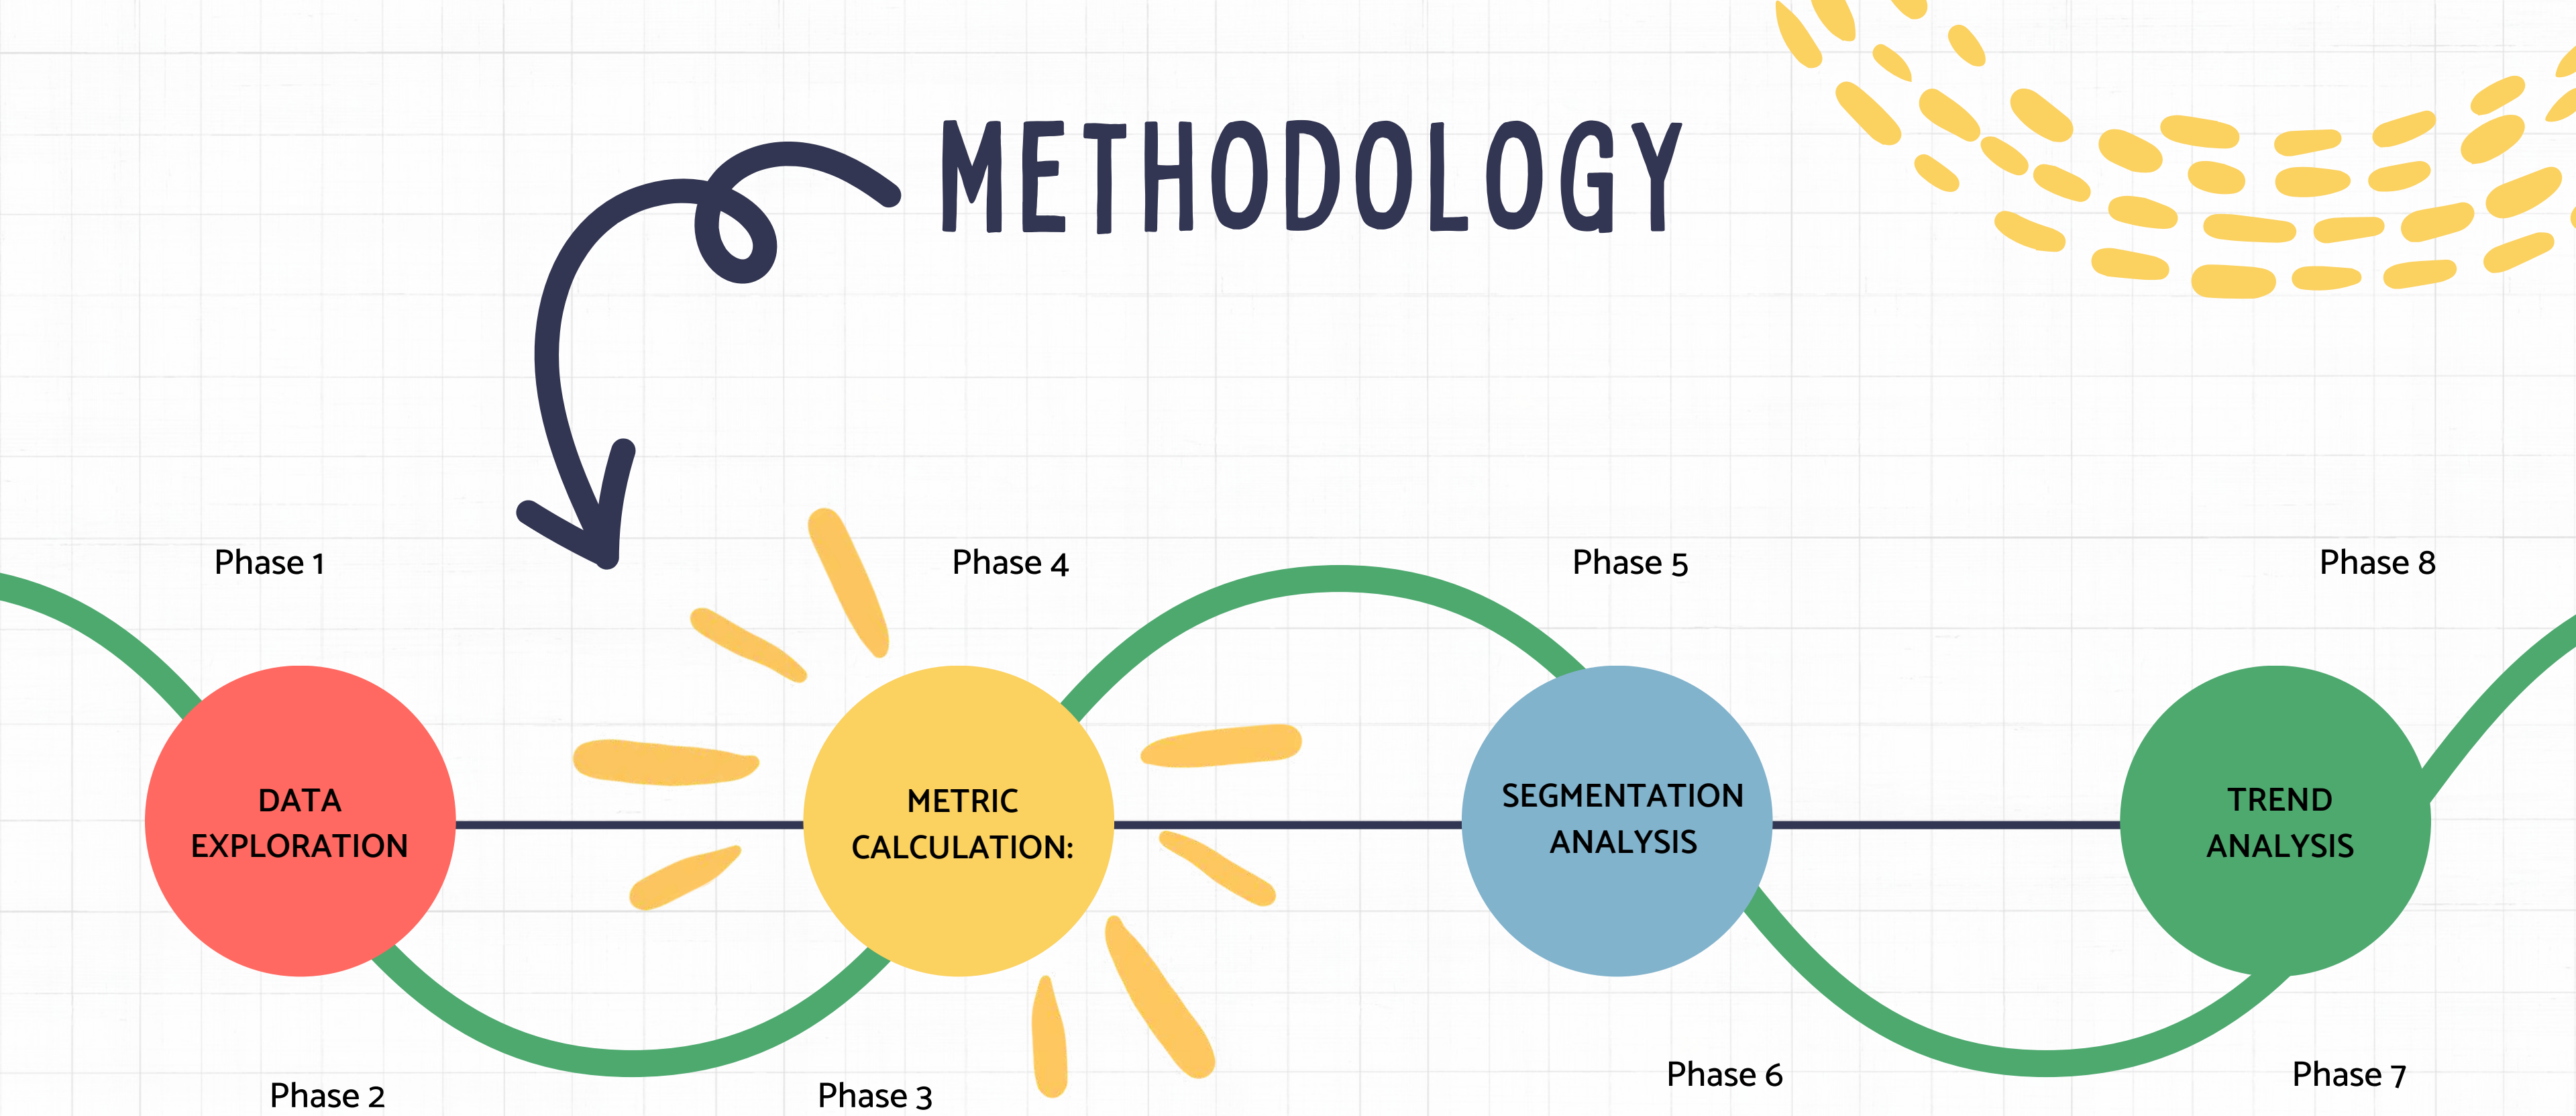 METHODOLOGY
Phase 1
Phase 4
Phase 5
Phase 8
DATA
EXPLORATION
METRIC
CALCULATION:
SEGMENTATION
ANALYSIS
TREND
ANALYSIS
Phase 2
Phase 3
Phase 6
Phase 7